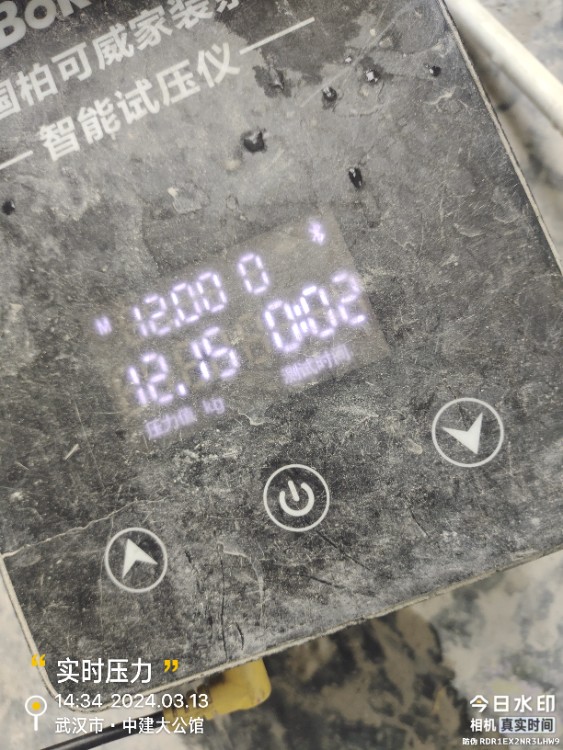 国柏可威家装
智能试压仪
M 12.00 0
12.15 0:02
压力值 kg 测试时间
“ 实时压力 ”
14:34 2024.03.13
武汉市·中建大公馆
今日水印
相机 真实时间
防伪 RDR1EX2NR3LHW9